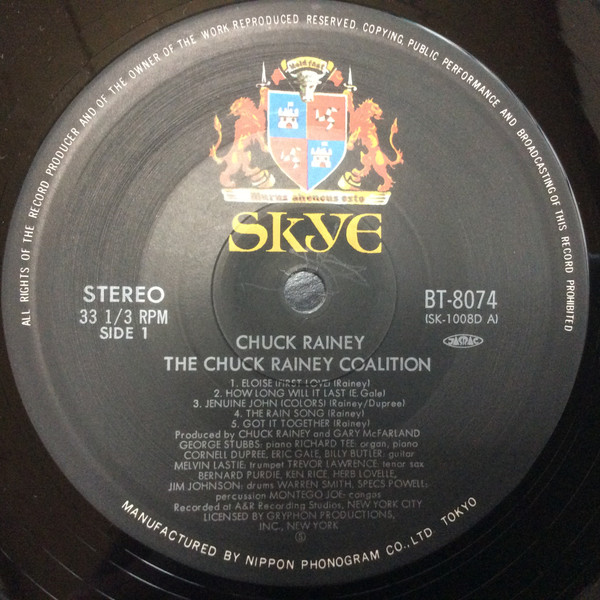 ALL RIGHTS OF THE RECORD PRODUCER AND OF THE OWNER OF THE WORK REPRODUCED RESERVED. COPYING, PUBLIC PERFORMANCE AND BROADCASTING OF THIS RECORD PROHIBITED
Hold fast
Murus aheneus esto
SKYE
STEREO
33 1/3 RPM
SIDE 1
BT-8074
(SK-1008D A)
JASRAC
CHUCK RAINEY
THE CHUCK RAINEY COALITION
1. ELOISE (FIRST LOVE) (Rainey)
2. HOW LONG WILL IT LAST (E. Gale)
3. JENUINE JOHN (COLORS) (Rainey/Dupree)
4. THE RAIN SONG (Rainey)
5. GOT IT TOGETHER (Rainey)
Produced by CHUCK RAINEY and GARY McFARLAND
GEORGE STUBBS: piano RICHARD TEE: organ, piano
CORNELL DUPREE, ERIC GALE, BILLY BUTLER: guitar
MELVIN LASTIE: trumpet TREVOR LAWRENCE: tenor sax
BERNARD PURDIE, KEN RICE, HERB LOVELLE,
JIM JOHNSON: drums WARREN SMITH, SPECS POWELL:
percussion MONTEGO JOE: congas
Recorded at A&R Recording Studios, NEW YORK CITY
LICENSED BY GRYPHON PRODUCTIONS,
INC., NEW YORK
Ⓢ
MANUFACTURED BY NIPPON PHONOGRAM CO., LTD. TOKYO